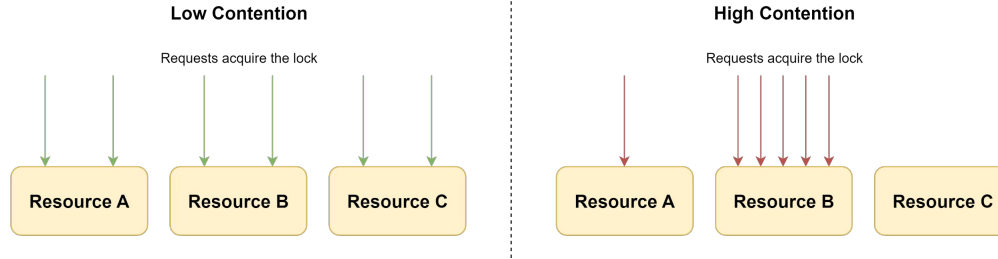 Low Contention
Requests acquire the lock
Resource A
Resource B
Resource C
High Contention
Requests acquire the lock
Resource A
Resource B
Resource C